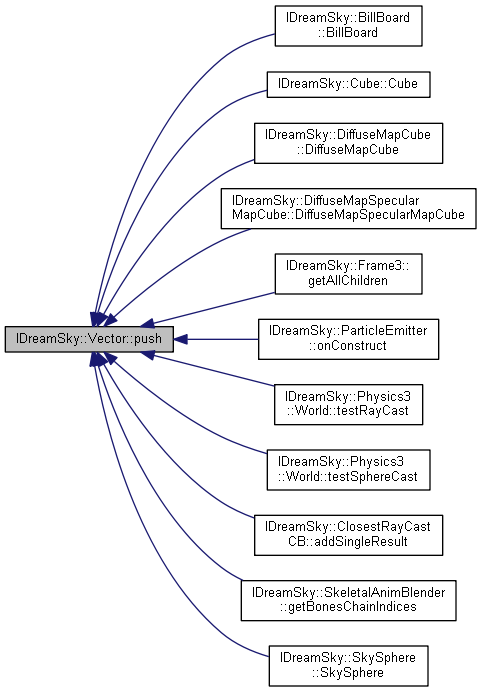 IDreamSky::BillBoard
::BillBoard
IDreamSky::Cube::Cube
IDreamSky::DiffuseMapCube
::DiffuseMapCube
IDreamSky::DiffuseMapSpecular
MapCube::DiffuseMapSpecularMapCube
IDreamSky::Frame3::
getAllChildren
IDreamSky::Vector::push
IDreamSky::ParticleEmitter
::onConstruct
IDreamSky::Physics3
::World::testRayCast
IDreamSky::Physics3
::World::testSphereCast
IDreamSky::ClosestRayCast
CB::addSingleResult
IDreamSky::SkeletalAnimBlender
::getBonesChainIndices
IDreamSky::SkySphere
::SkySphere